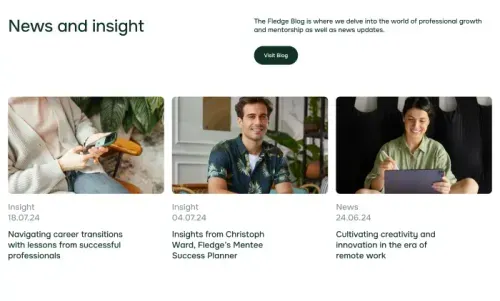 News and insight
The Fledge Blog is where we delve into the world of professional growth
and mentorship as well as news updates.
Visit Blog
Insight
18.07.24
Navigating career transitions
with lessons from successful
professionals
Insight
04.07.24
Insights from Christoph
Ward, Fledge's Mentee
Success Planner
News
24.06.24
Cultivating creativity and
innovation in the era of
remote work